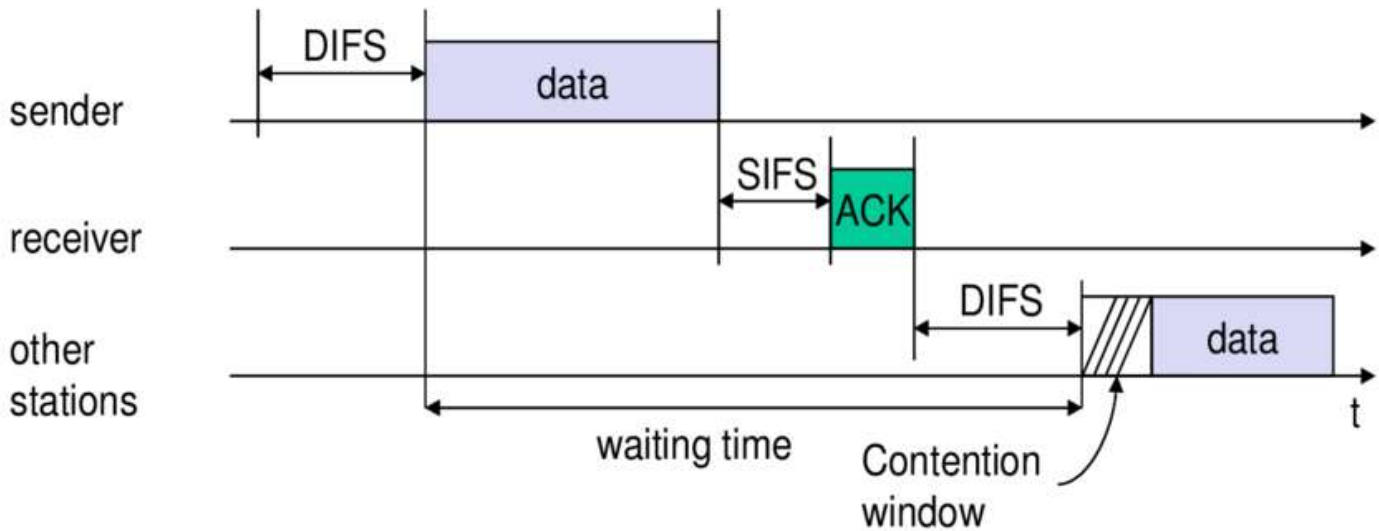 DIFS
data
sender
SIFS
ACK
receiver
DIFS
data
other
stations
t
waiting time
Contention
window